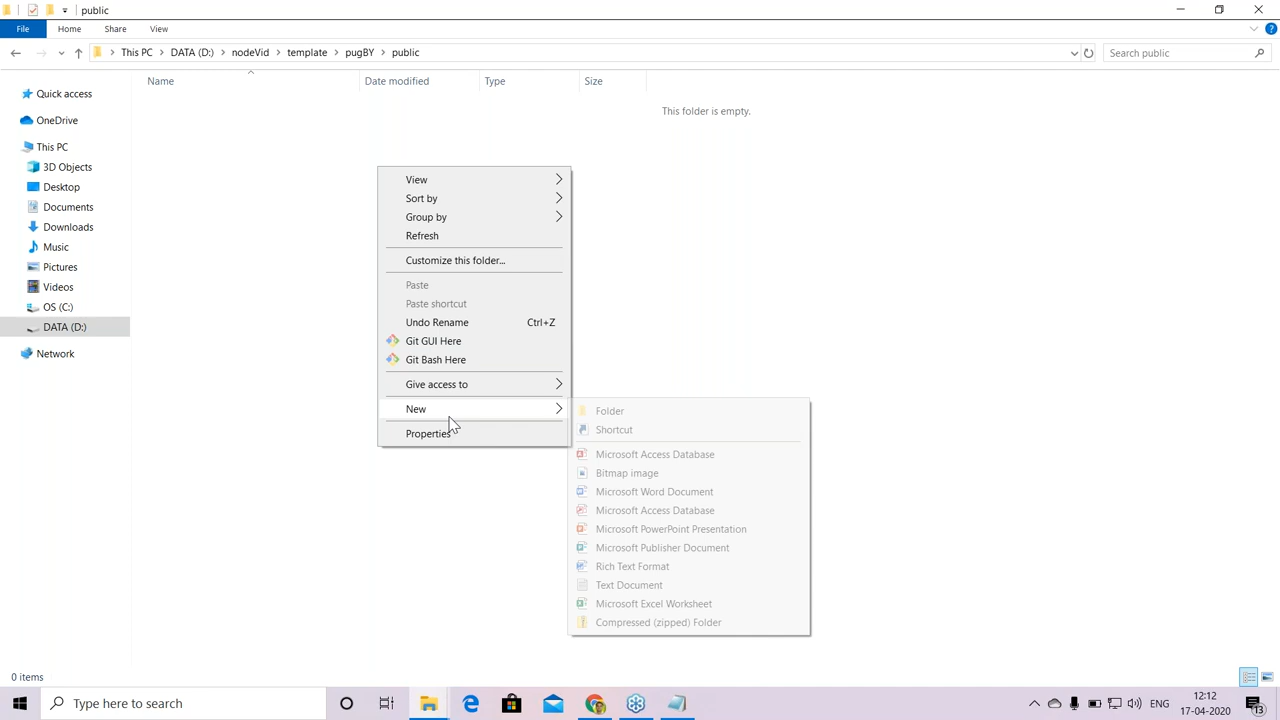 public
File
Home
Share
View
This PC
DATA (D:)
nodeVid
template
pugBY
public
Search public
Name
Date modified
Type
Size
This folder is empty.
Quick access
OneDrive
This PC
3D Objects
Desktop
Documents
Downloads
Music
Pictures
Videos
OS (C:)
DATA (D:)
Network
View
Sort by
Group by
Refresh
Customize this folder...
Paste
Paste shortcut
Undo Rename Ctrl+Z
Git GUI Here
Git Bash Here
Give access to
New
Properties
Folder
Shortcut
Microsoft Access Database
Bitmap image
Microsoft Word Document
Microsoft Access Database
Microsoft PowerPoint Presentation
Microsoft Publisher Document
Rich Text Format
Text Document
Microsoft Excel Worksheet
Compressed (zipped) Folder
0 items
Type here to search
ENG
12:12
17-04-2020
13